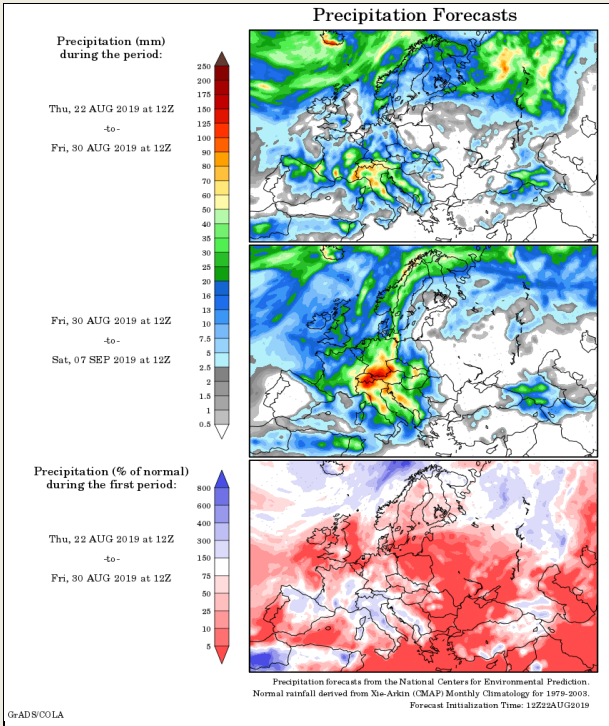 Precipitation Forecasts
Precipitation (mm)
during the period:
Thu, 22 AUG 2019 at 12Z
-to-
Fri, 30 AUG 2019 at 12Z
250
200
175
150
125
100
90
80
70
60
50
40
35
30
25
20
16
13
10
7.5
5
2.5
2
1.5
1
0.5
Fri, 30 AUG 2019 at 12Z
-to-
Sat, 07 SEP 2019 at 12Z
Precipitation (% of normal)
during the first period:
Thu, 22 AUG 2019 at 12Z
-to-
Fri, 30 AUG 2019 at 12Z
800
600
400
300
150
75
50
25
10
5
Precipitation forecasts from the National Centers for Environmental Prediction.
Normal rainfall derived from Xie-Arkin (CMAP) Monthly Climatology for 1979-2003.
Forecast Initialization Time: 12Z22AUG2019
GrADS/COLA